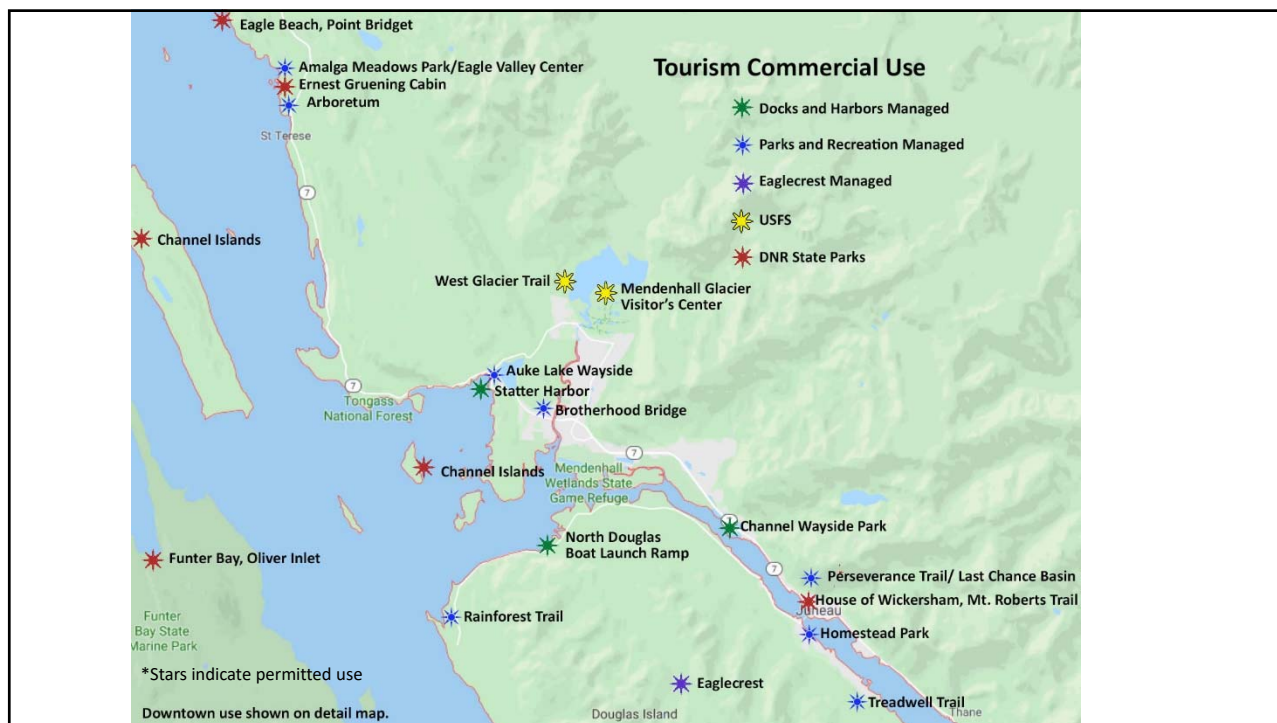 Eagle Beach, Point Bridget
Tourism Commercial Use
Amalga Meadows Park/Eagle Valley Center
Ernest Gruening Cabin
Arboretum
St Terese
Docks and Harbors Managed
Parks and Recreation Managed
Eaglecrest Managed
USFS
DNR State Parks
7
Channel Islands
West Glacier Trail
Mendenhall Glacier
Visitor's Center
Auke Lake Wayside
Statter Harbor
7
Tongass
National Forest
Brotherhood Bridge
7
Channel Islands
Mendenhall
Wetlands State
Game Refuge
Channel Wayside Park
North Douglas
Boat Launch Ramp
Funter Bay, Oliver Inlet
7
Perseverance Trail/ Last Chance Basin
House of Wickersham, Mt. Roberts Trail
Juneau
Rainforest Trail
Homestead Park
Funter
Bay State
Marine Park
*Stars indicate permitted use
Eaglecrest
Treadwell Trail
Downtown use shown on detail map.
Douglas Island
Thane